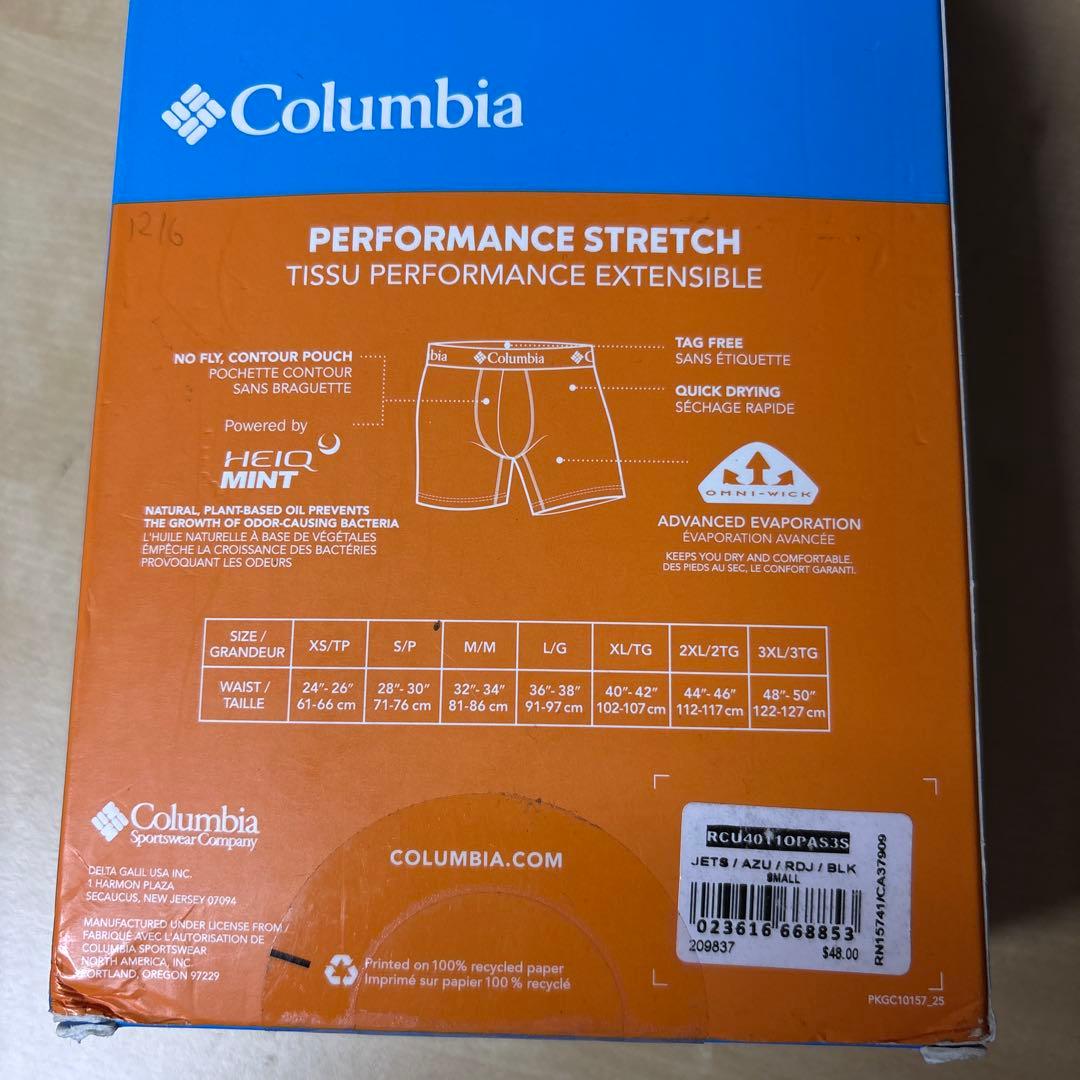 Columbia
12/6
PERFORMANCE STRETCH
TISSU PERFORMANCE EXTENSIBLE
NO FLY, CONTOUR POUCH
POCHETTE CONTOUR
SANS BRAGUETTE
Powered by
HEIQ
MINT
NATURAL, PLANT-BASED OIL PREVENTS
THE GROWTH OF ODOR-CAUSING BACTERIA
L'HUILE NATURELLE À BASE DE VÉGÉTALES
EMPÊCHE LA CROISSANCE DES BACTÉRIES
PROVOQUANT LES ODEURS
bia Columbia C
TAG FREE
SANS ÉTIQUETTE
QUICK DRYING
SÉCHAGE RAPIDE
OMNI-WICK
ADVANCED EVAPORATION
ÉVAPORATION AVANCÉE
KEEPS YOU DRY AND COMFORTABLE.
DES PIEDS AU SEC, LE CONFORT GARANTI.
SIZE / GRANDEUR XS/TP S/P M/M L/G XL/TG 2XL/2TG 3XL/3TG
WAIST / TAILLE 24"- 26" 28"- 30" 32"- 34" 36"- 38" 40"- 42" 44"- 46" 48"- 50"
61-66 cm 71-76 cm 81-86 cm 91-97 cm 102-107 cm 112-117 cm 122-127 cm
Columbia
Sportswear Company
DELTA GALIL USA INC.
1 HARMON PLAZA
SECAUCUS, NEW JERSEY 07094
MANUFACTURED UNDER LICENSE FROM /
FABRIQUÉ AVEC L'AUTORISATION DE
COLUMBIA SPORTSWEAR
NORTH AMERICA, INC.
PORTLAND, OREGON 97229
COLUMBIA.COM
Printed on 100% recycled paper
Imprimé sur papier 100 % recyclé
RCU40110PAS3S
JETS / AZU / RDJ / BLK
SMALL
023616 668853
209837
$48.00
RN15741/CA37909
PKGC10157_25